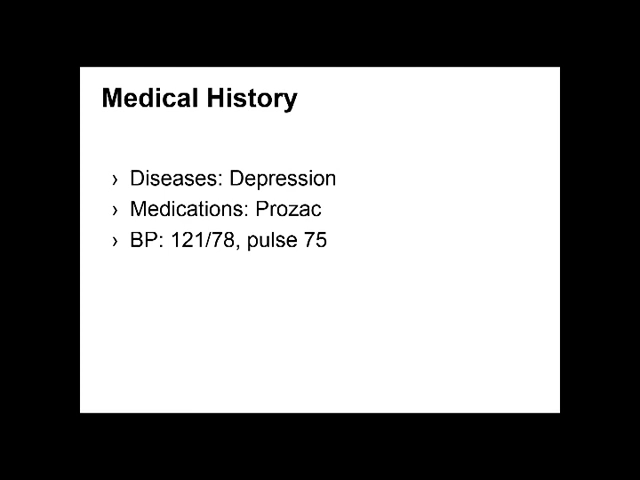 Medical History
› Diseases: Depression
› Medications: Prozac
› BP: 121/78, pulse 75